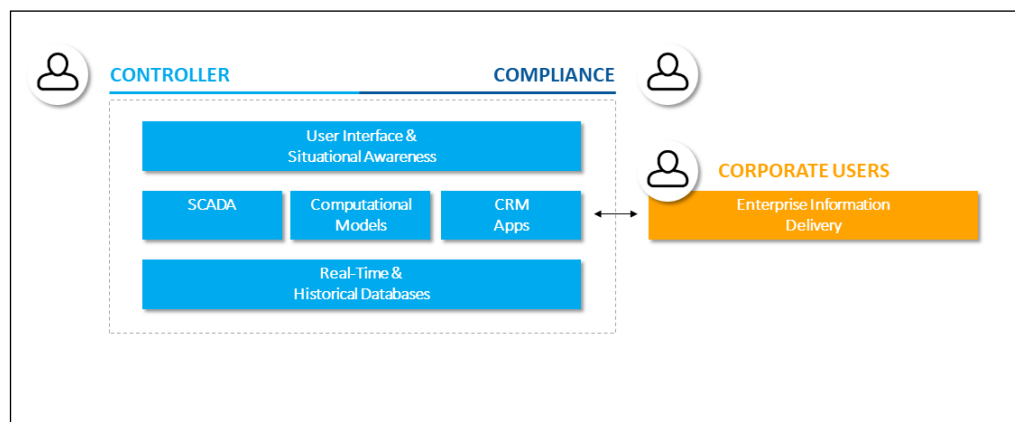 CONTROLLER
COMPLIANCE
User Interface &
Situational Awareness
CORPORATE USERS
SCADA
Computational
Models
CRM
Apps
Enterprise Information
Delivery
Real-Time &
Historical Databases